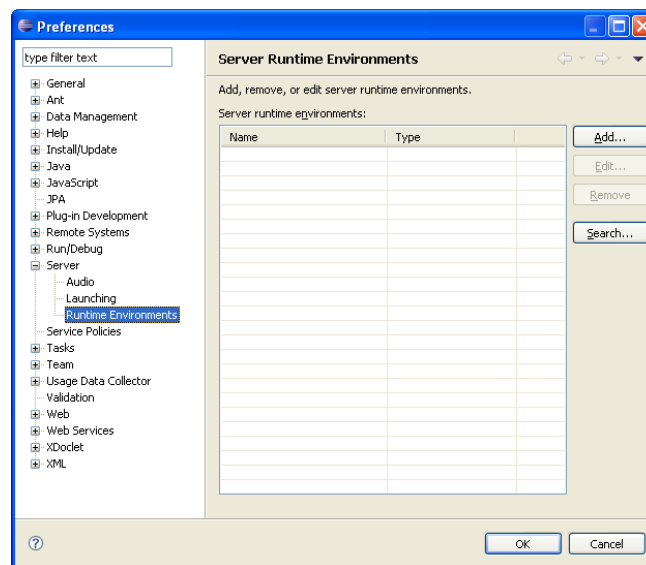 Preferences
type filter text
General
Ant
Data Management
Help
Install/Update
Java
JavaScript
JPA
Plug-in Development
Remote Systems
Run/Debug
Server
Audio
Launching
Runtime Environments
Service Policies
Tasks
Team
Usage Data Collector
Validation
Web
Web Services
XDoclet
XML
Server Runtime Environments
Add, remove, or edit server runtime environments.
Server runtime environments:
Name Type
Add...
Edit...
Remove
Search...
?
OK Cancel